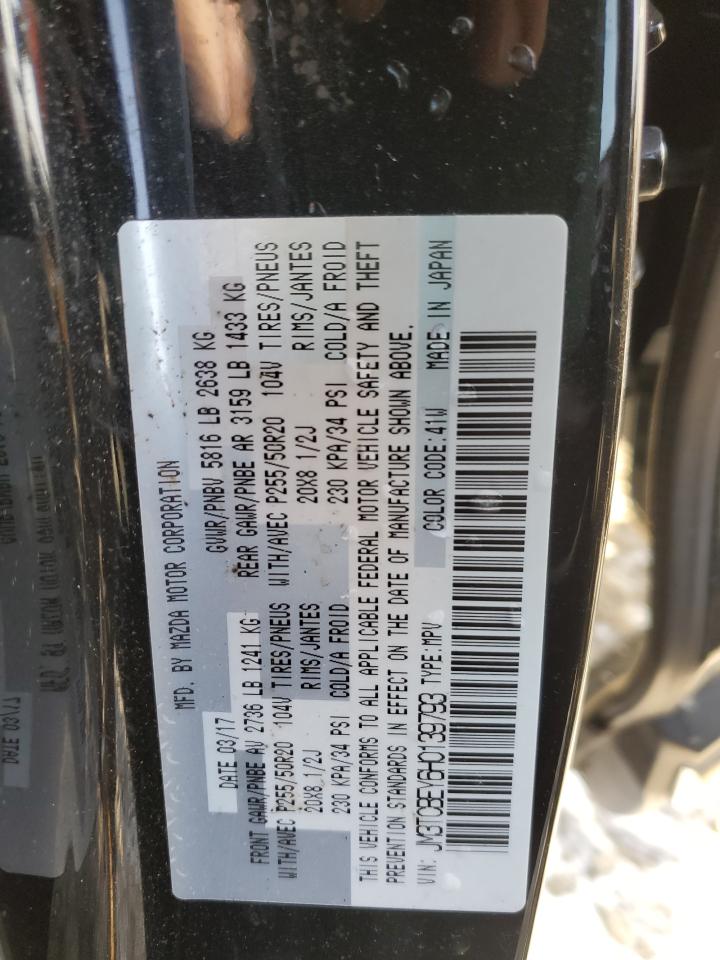 MFD. BY MAZDA MOTOR CORPORATION
DATE 03/17 GVWR/PNBV 5816 LB 2638 KG
FRONT GAWR/PNBE AV 2736 LB 1241 KG REAR GAWR/PNBE AR 3159 LB 1433 KG
WITH/AVEC P255/50R20 104V TIRES/PNEUS WITH/AVEC P255/50R20 104V TIRES/PNEUS
20X8 1/2J RIMS/JANTES 20X8 1/2J RIMS/JANTES
230 KPA/34 PSI COLD/A FROID 230 KPA/34 PSI COLD/A FROID
THIS VEHICLE CONFORMS TO ALL APPLICABLE FEDERAL MOTOR VEHICLE SAFETY AND THEFT
PREVENTION STANDARDS IN EFFECT ON THE DATE OF MANUFACTURE SHOWN ABOVE.
VIN: JM3TCBEY6H0139793 TYPE:MPV COLOR CODE:41W MADE IN JAPAN